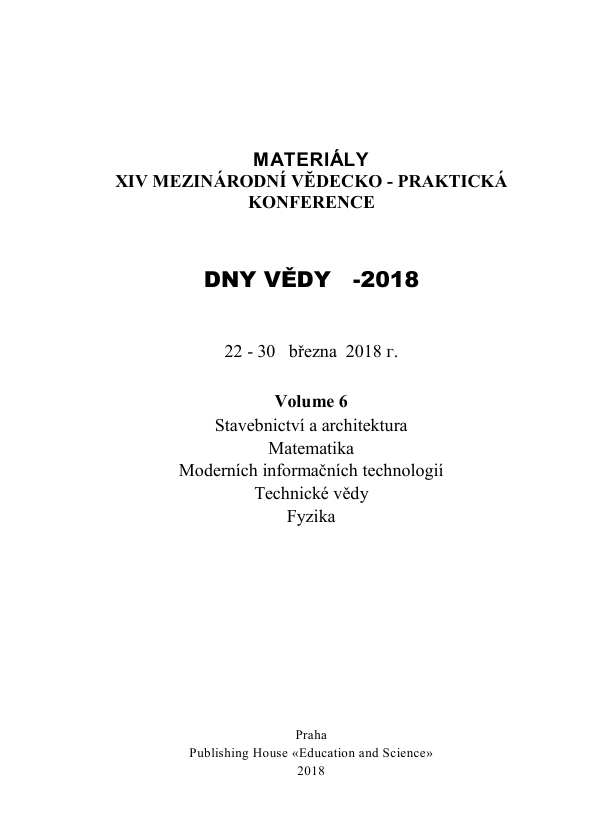 MATERIÁLY
XIV MEZINÁRODNÍ VĚDECKO - PRAKTICKÁ
KONFERENCE
DNY VĚDY -2018
22 - 30 března 2018 г.
Volume 6
Stavebnictví a architektura
Matematika
Moderních informačních technologií
Technické vědy
Fyzika
Praha
Publishing House «Education and Science»
2018